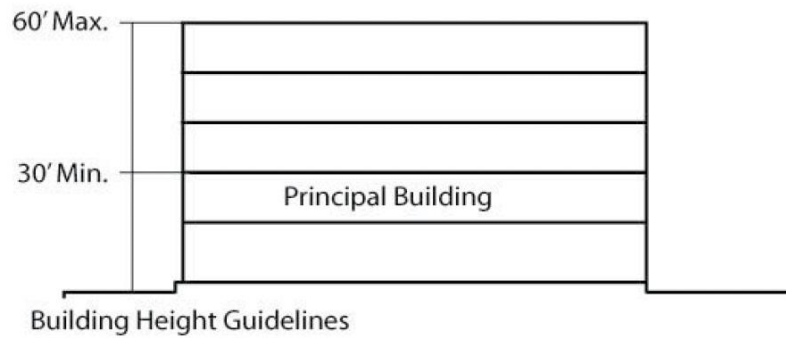 60’ Max.
30’ Min.
Principal Building
Building Height Guidelines